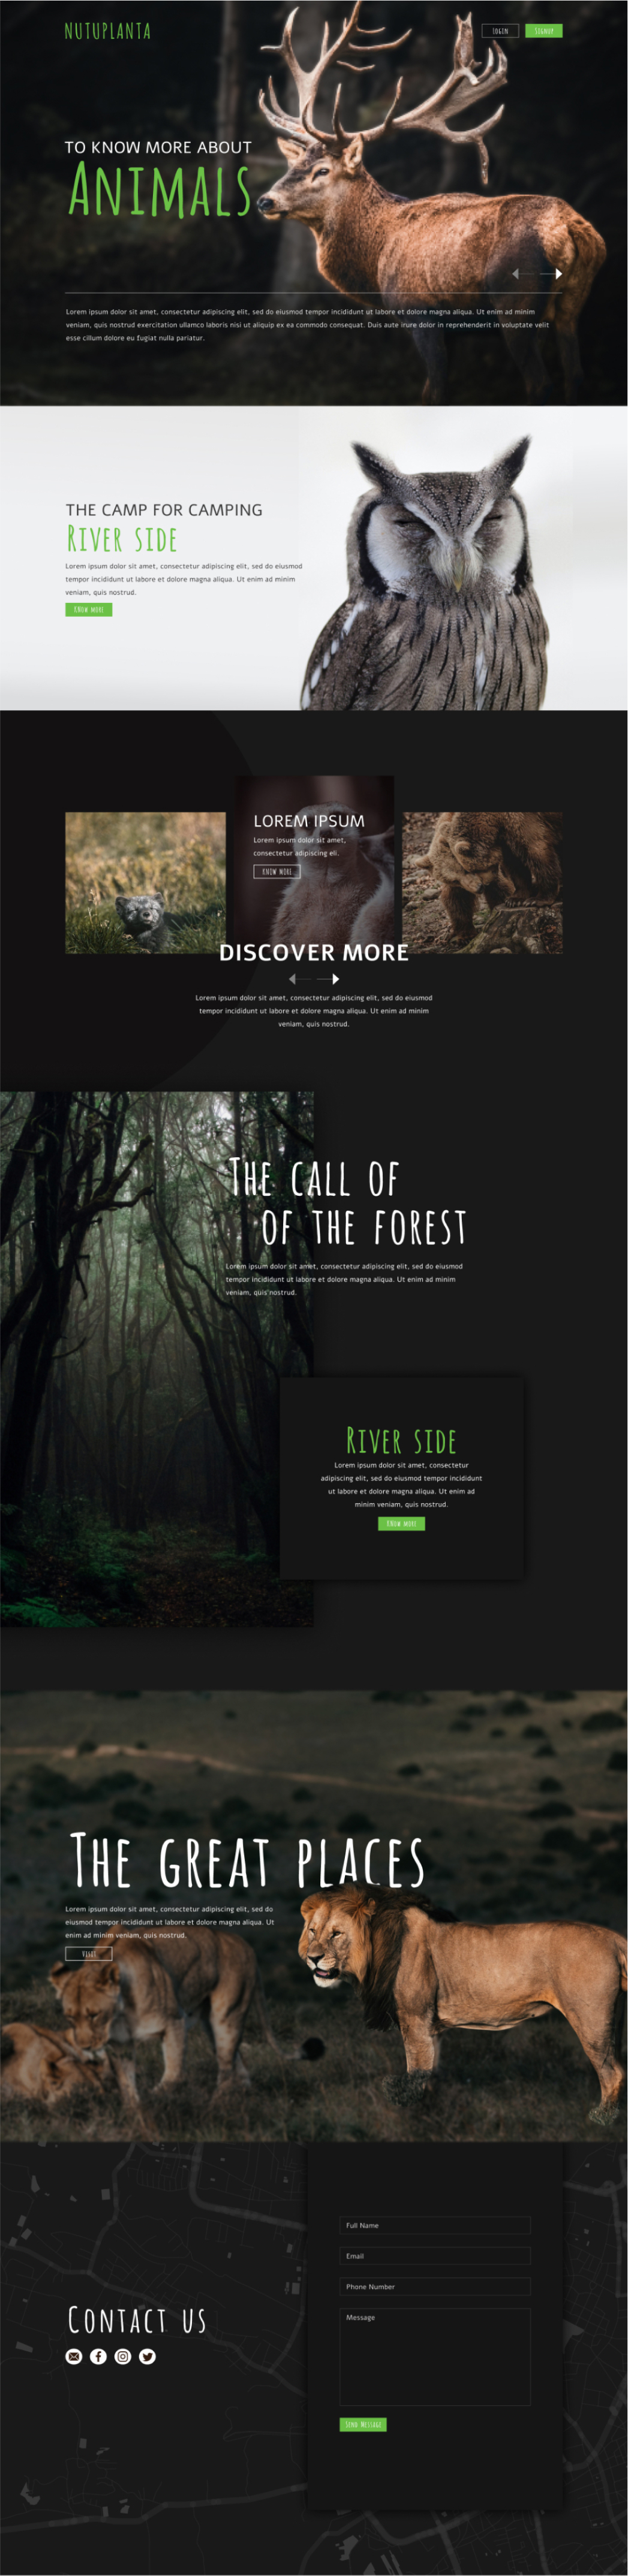 NUTUPLANTA
LOGIN
SIGNUP
TO KNOW MORE ABOUT
ANIMALS
Lorem ipsum dolor sit amet, consectetur adipiscing elit, sed do eiusmod tempor incididunt ut labore et dolore magna aliqua. Ut enim ad minim
veniam, quis nostrud exercitation ullamco laboris nisi ut aliquip ex ea commodo consequat. Duis aute irure dolor in reprehenderit in voluptate velit
esse cillum dolore eu fugiat nulla pariatur.
THE CAMP FOR CAMPING
RIVER SIDE
Lorem ipsum dolor sit amet, consectetur adipiscing elit, sed do eiusmod
tempor incididunt ut labore et dolore magna aliqua. Ut enim ad minim
veniam, quis nostrud.
KNOW MORE
LOREM IPSUM
Lorem ipsum dolor sit amet,
consectetur adipiscing eli.
KNOW MORE
DISCOVER MORE
Lorem ipsum dolor sit amet, consectetur adipiscing elit, sed do eiusmod
tempor incididunt ut labore et dolore magna aliqua. Ut enim ad minim
veniam, quis nostrud.
THE CALL OF
OF THE FOREST
Lorem ipsum dolor sit amet, consectetur adipiscing elit, sed do eiusmod
tempor incididunt ut labore et dolore magna aliqua. Ut enim ad minim
veniam, quis nostrud.
RIVER SIDE
Lorem ipsum dolor sit amet, consectetur
adipiscing elit, sed do eiusmod tempor incididunt
ut labore et dolore magna aliqua. Ut enim ad
minim veniam, quis nostrud.
KNOW MORE
THE GREAT PLACES
Lorem ipsum dolor sit amet, consectetur adipiscing elit, sed do
eiusmod tempor incididunt ut labore et dolore magna aliqua. Ut
enim ad minim veniam, quis nostrud.
VISIT
Full Name
Email
Phone Number
Message
CONTACT US
SEND MESSAGE